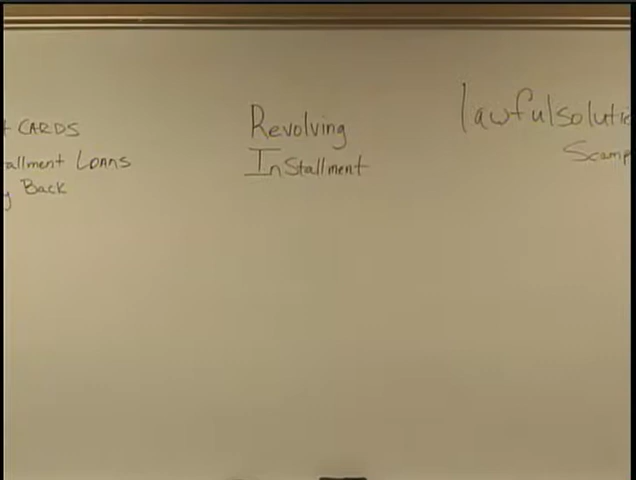 CARDS
allment Loans
y Back
Revolving
Installment
lawfulsoluti
Scamp